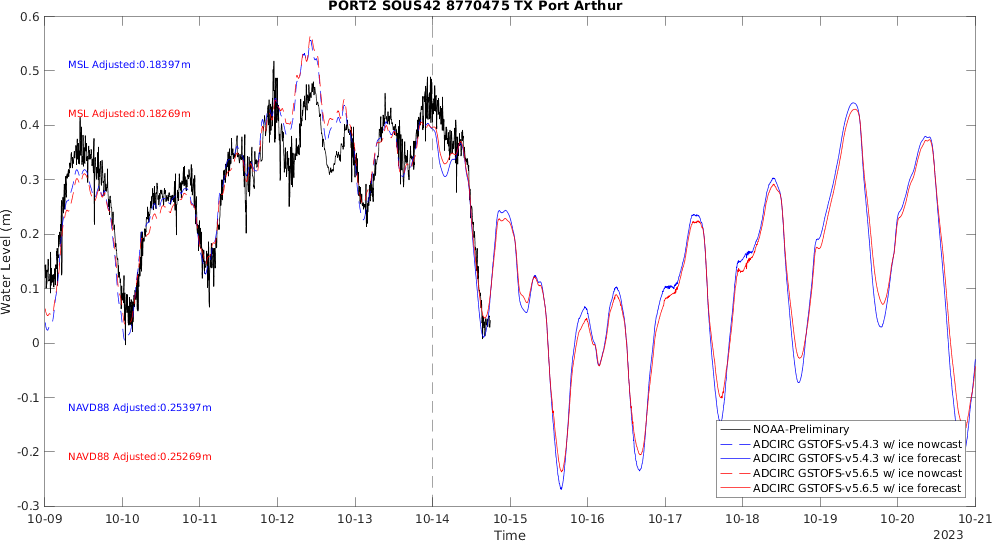 PORT2 SOUS42 8770475 TX Port Arthur
0.6
0.5
0.4
0.3
0.2
0.1
0
-0.1
-0.2
-0.3
Water Level (m)
MSL Adjusted:0.18397m
MSL Adjusted:0.18269m
NAVD88 Adjusted:0.25397m
NAVD88 Adjusted:0.25269m
NOAA-Preliminary
ADCIRC GSTOFS-v5.4.3 w/ ice nowcast
ADCIRC GSTOFS-v5.4.3 w/ ice forecast
ADCIRC GSTOFS-v5.6.5 w/ ice nowcast
ADCIRC GSTOFS-v5.6.5 w/ ice forecast
10-09 10-10 10-11 10-12 10-13 10-14 10-15 10-16 10-17 10-18 10-19 10-20 10-21
Time
2023